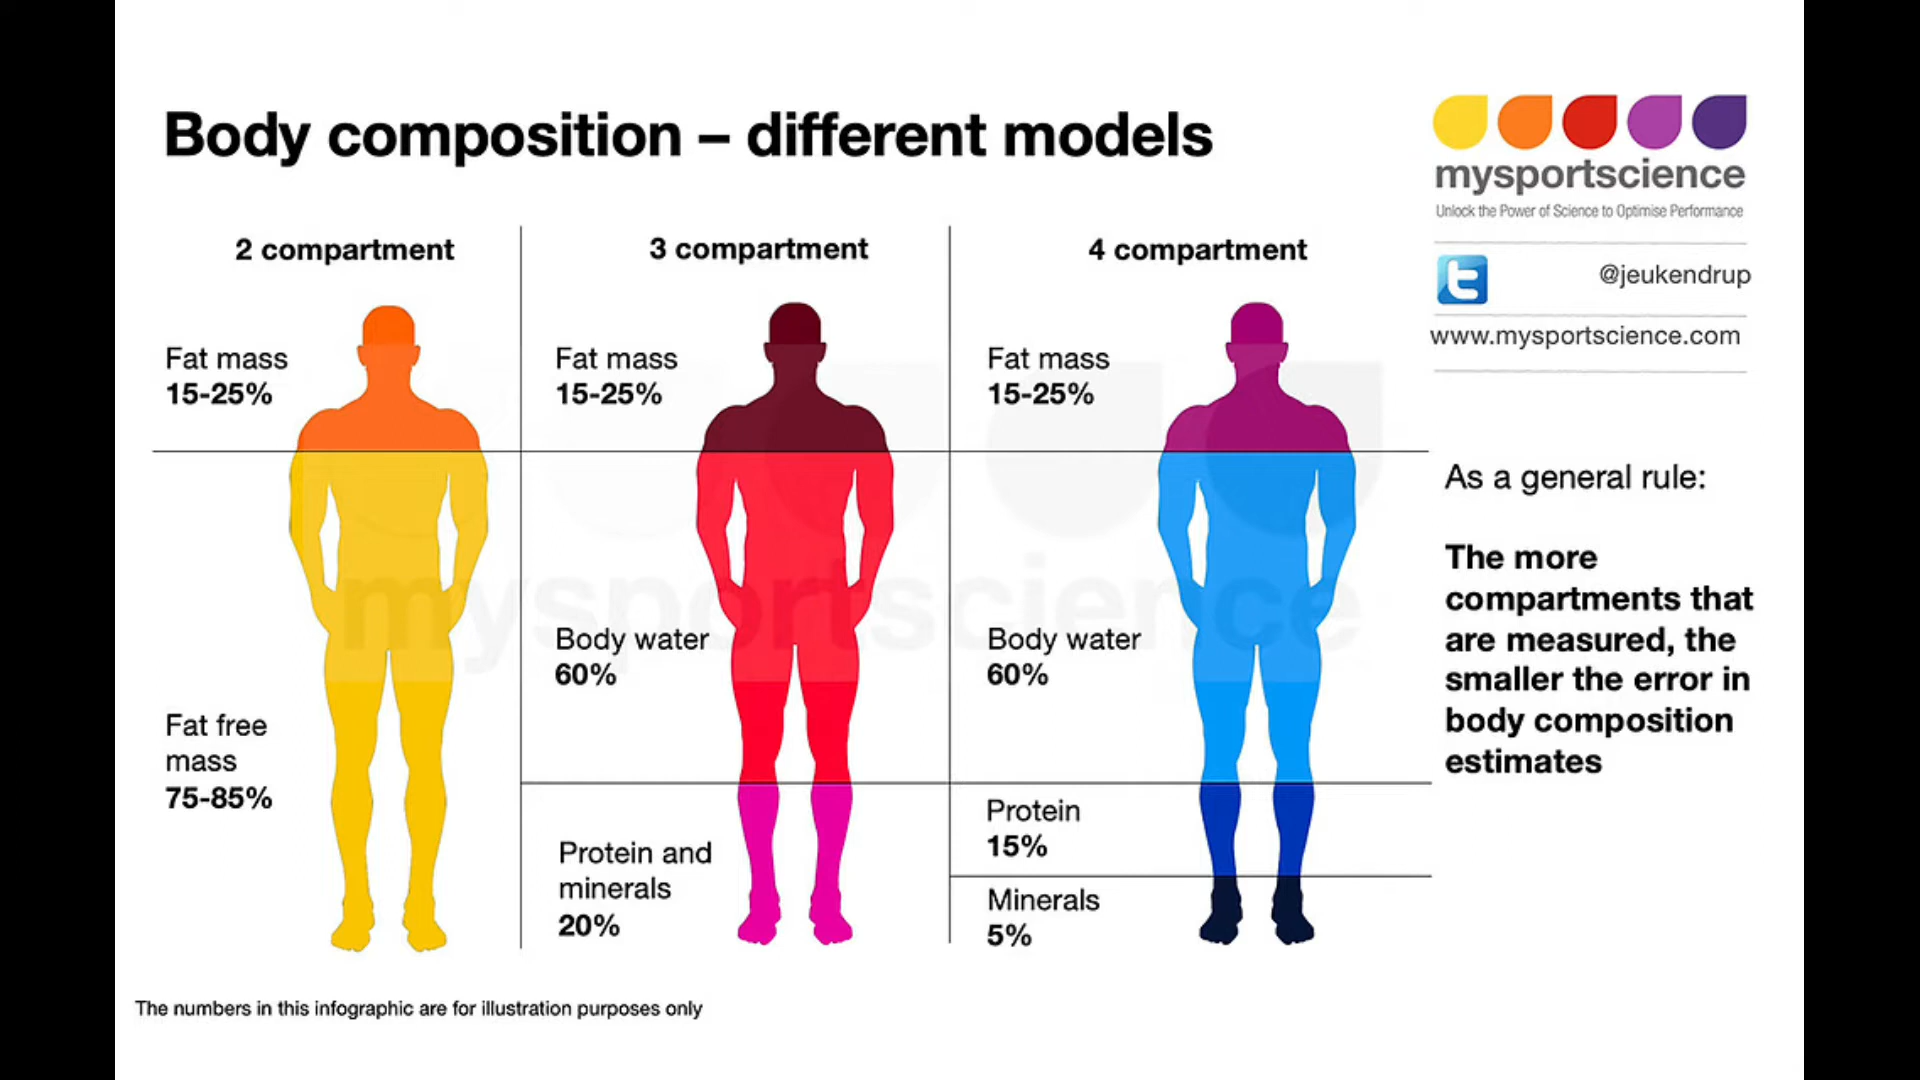 Body composition – different models
mysportscience
Unlock the Power of Science to Optimise Performance
@jeukendrup
www.mysportscience.com
2 compartment
Fat mass
15-25%
Fat free
mass
75-85%
3 compartment
Fat mass
15-25%
Body water
60%
Protein and
minerals
20%
4 compartment
Fat mass
15-25%
Body water
60%
Protein
15%
Minerals
5%
As a general rule:
The more
compartments that
are measured, the
smaller the error in
body composition
estimates
mysportscience
The numbers in this infographic are for illustration purposes only